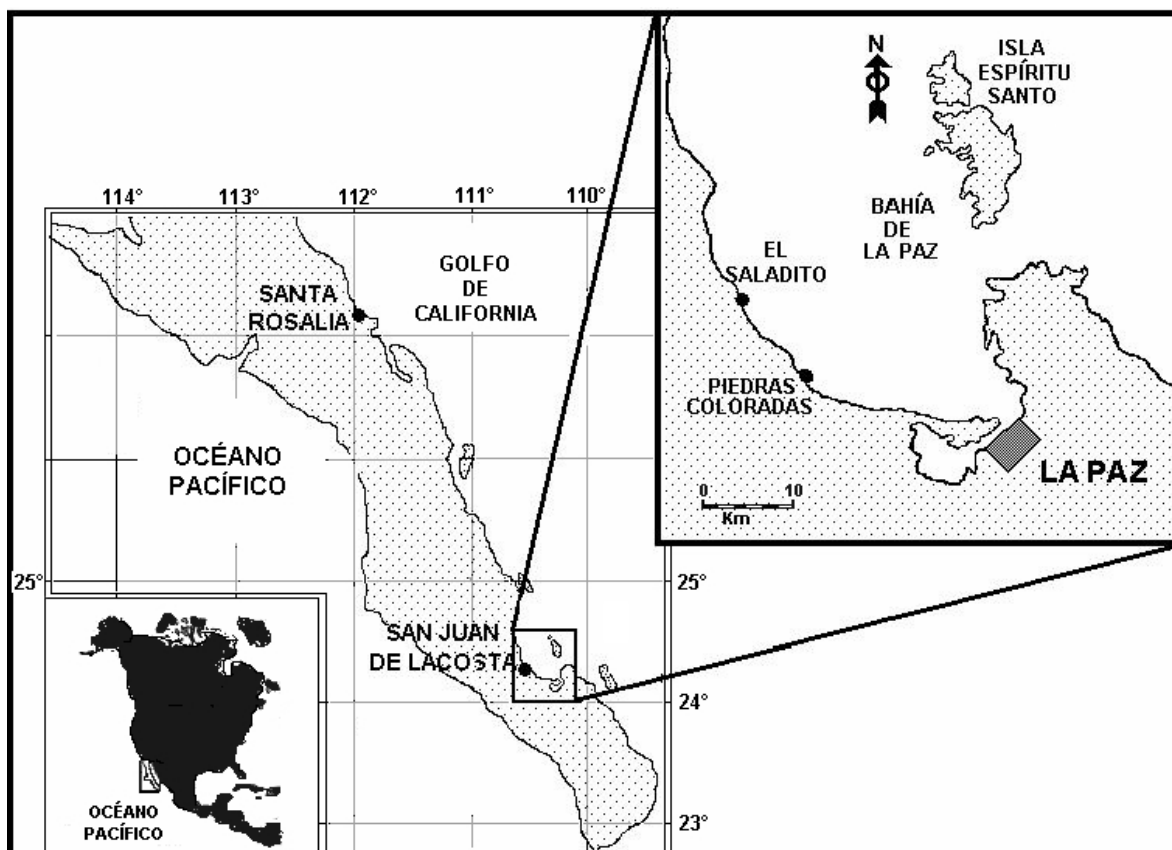 N
ISLA
ESPÍRITU
SANTO
BAHÍA
DE
LA PAZ
EL
SALADITO
PIEDRAS
COLORADAS
LA PAZ
0 10
Km
114° 113° 112° 111° 110°
GOLFO
DE
CALIFORNIA
SANTA
ROSALIA
OCÉANO
PACÍFICO
25° 25°
SAN JUAN
DE LACOSTA
24°
23°
OCÉANO
PACÍFICO